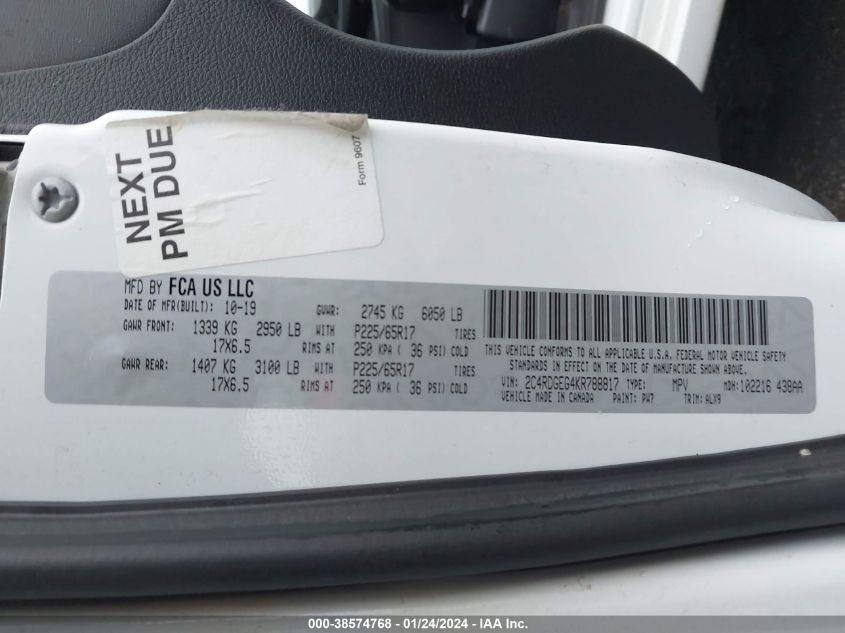 NEXT
PM DUE
Form 9607
MFD BY FCA US LLC
DATE OF MFR(BUILT): 10-19 GVWR: 2745 KG 6050 LB
GAWR FRONT: 1339 KG 2950 LB WITH P225/65R17 TIRES
17X6.5 RIMS AT 250 KPA ( 36 PSI) COLD
GAWR REAR: 1407 KG 3100 LB WITH P225/65R17 TIRES
17X6.5 RIMS AT 250 KPA ( 36 PSI) COLD
THIS VEHICLE CONFORMS TO ALL APPLICABLE U.S.A. FEDERAL MOTOR VEHICLE SAFETY
STANDARDS IN EFFECT ON THE DATE OF MANUFACTURE SHOWN ABOVE.
VIN: 2C4RDGEG4KR788817 TYPE: MPV MDH: 102216 438AA
VEHICLE MADE IN CANADA PAINT: PW7 TRIM: ALX9
000-38574768 - 01/24/2024 - IAA Inc.